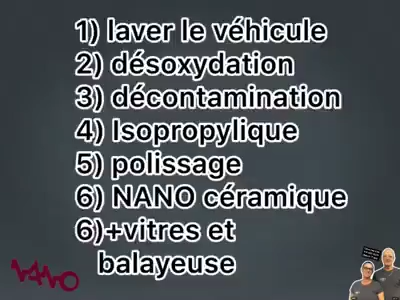 1) laver le véhicule
2) désoxydation
3) décontamination
4) Isopropylique
5) polissage
6) NANO céramique
6)+vitres et
balayeuse
NANO